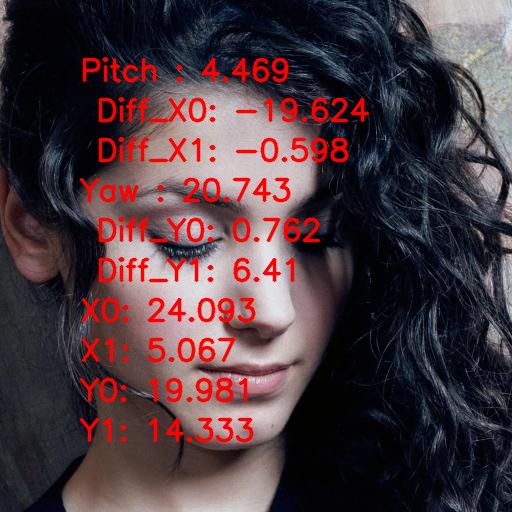 Pitch : 4.469
Diff_X0: -19.624
Diff_X1: -0.598
Yaw : 20.743
Diff_Y0: 0.762
Diff_Y1: 6.41
X0: 24.093
X1: 5.067
Y0: 19.981
Y1: 14.333